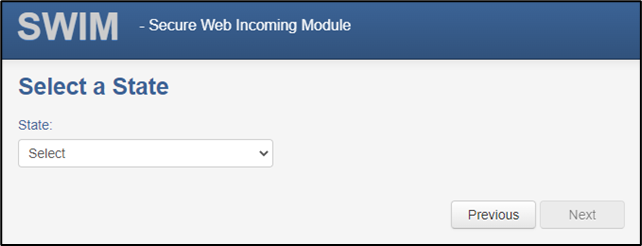 SWIM - Secure Web Incoming Module
Select a State
State:
Select
Previous Next